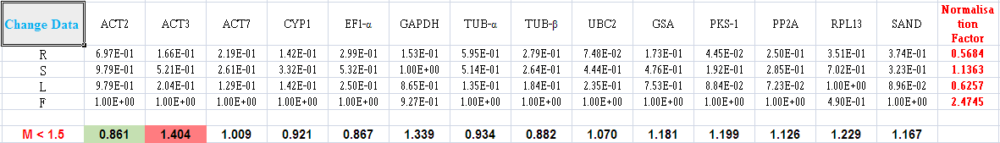 Change Data ACT2 ACT3 ACT7 CYP1 EF1-α GAPDH TUB-α TUB-β UBC2 GSA PKS-1 PP2A RPL13 SAND Normalisa
tion
Factor
R 6.97E-01 1.66E-01 2.19E-01 1.42E-01 2.99E-01 1.53E-01 5.95E-01 2.79E-01 7.48E-02 1.73E-01 4.45E-02 2.50E-01 3.51E-01 3.74E-01 0.5684
S 9.79E-01 5.21E-01 2.61E-01 3.32E-01 5.32E-01 1.00E+00 5.14E-01 2.64E-01 4.44E-01 4.76E-01 1.92E-01 2.85E-01 7.02E-01 3.23E-01 1.1363
L 9.79E-01 2.04E-01 1.29E-01 1.42E-01 2.50E-01 8.65E-01 1.35E-01 1.84E-01 2.35E-01 7.53E-01 8.84E-02 7.23E-02 1.00E+00 8.96E-02 0.6257
F 1.00E+00 1.00E+00 1.00E+00 1.00E+00 1.00E+00 9.27E-01 1.00E+00 1.00E+00 1.00E+00 1.00E+00 1.00E+00 1.00E+00 4.90E-01 1.00E+00 2.4745
M < 1.5 0.861 1.404 1.009 0.921 0.867 1.339 0.934 0.882 1.070 1.181 1.199 1.126 1.229 1.167